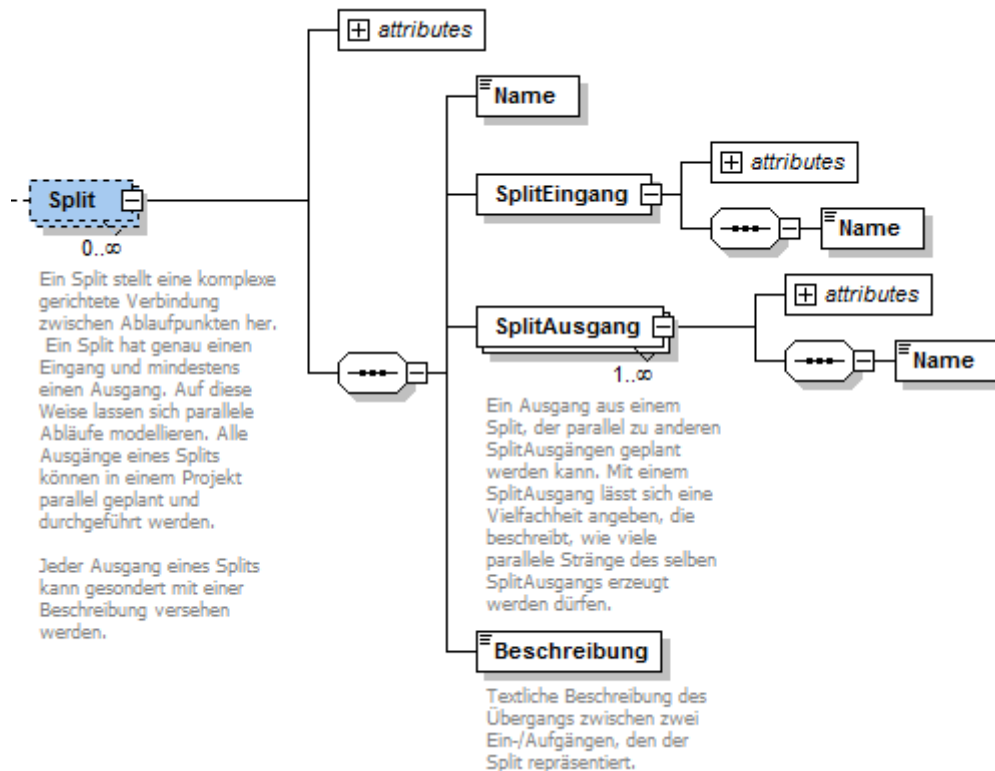 attributes
Name
attributes
SplitEingang
Split
Name
0..∞
Ein Split stellt eine komplexe
gerichtete Verbindung
zwischen Ablaufpunkten her.
Ein Split hat genau einen
Eingang und mindestens
einen Ausgang. Auf diese
Weise lassen sich parallele
Abläufe modellieren. Alle
Ausgänge eines Splits
können in einem Projekt
parallel geplant und
durchgeführt werden.
Jeder Ausgang eines Splits
kann gesondert mit einer
Beschreibung versehen
werden.
attributes
SplitAusgang
1..∞
Name
Ein Ausgang aus einem
Split, der parallel zu anderen
SplitAusgängen geplant
werden kann. Mit einem
SplitAusgang lässt sich eine
Vielfachheit angeben, die
beschreibt, wie viele
parallele Stränge des selben
SplitAusgangs erzeugt
werden dürfen.
Beschreibung
Textliche Beschreibung des
Übergangs zwischen zwei
Ein-/Aufgängen, den der
Split repräsentiert.